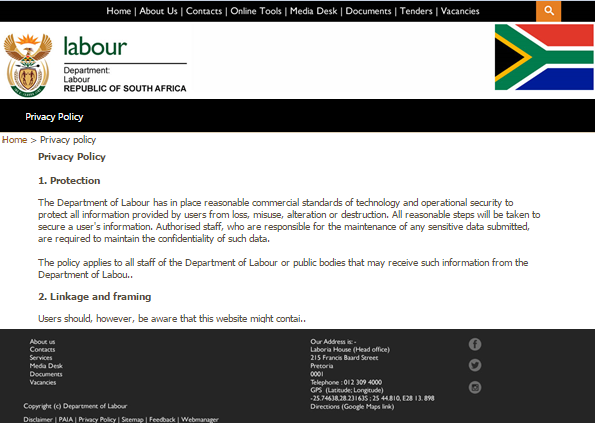 Home | About Us | Contacts | Online Tools | Media Desk | Documents | Tenders | Vacancies
labour
Department:
Labour
REPUBLIC OF SOUTH AFRICA
Privacy Policy
Home > Privacy policy
Privacy Policy
1. Protection
The Department of Labour has in place reasonable commercial standards of technology and operational security to
protect all information provided by users from loss, misuse, alteration or destruction. All reasonable steps will be taken to
secure a user's information. Authorised staff, who are responsible for the maintenance of any sensitive data submitted,
are required to maintain the confidentiality of such data.
The policy applies to all staff of the Department of Labour or public bodies that may receive such information from the
Department of Labou..
2. Linkage and framing
Users should, however, be aware that this website might contai..
About us
Contacts
Services
Media Desk
Documents
Vacancies
Copyright (c) Department of Labour
Disclaimer | PAIA | Privacy Policy | Sitemap | Feedback | Webmanager
Our Address is: -
Laboria House (Head office)
215 Francis Baard Street
Pretoria
0001
Telephone : 012 309 4000
GPS (Latitude; Longitude)
-25.74638,28.231635 ; 25 44.810, E28 13. 898
Directions (Google Maps link)